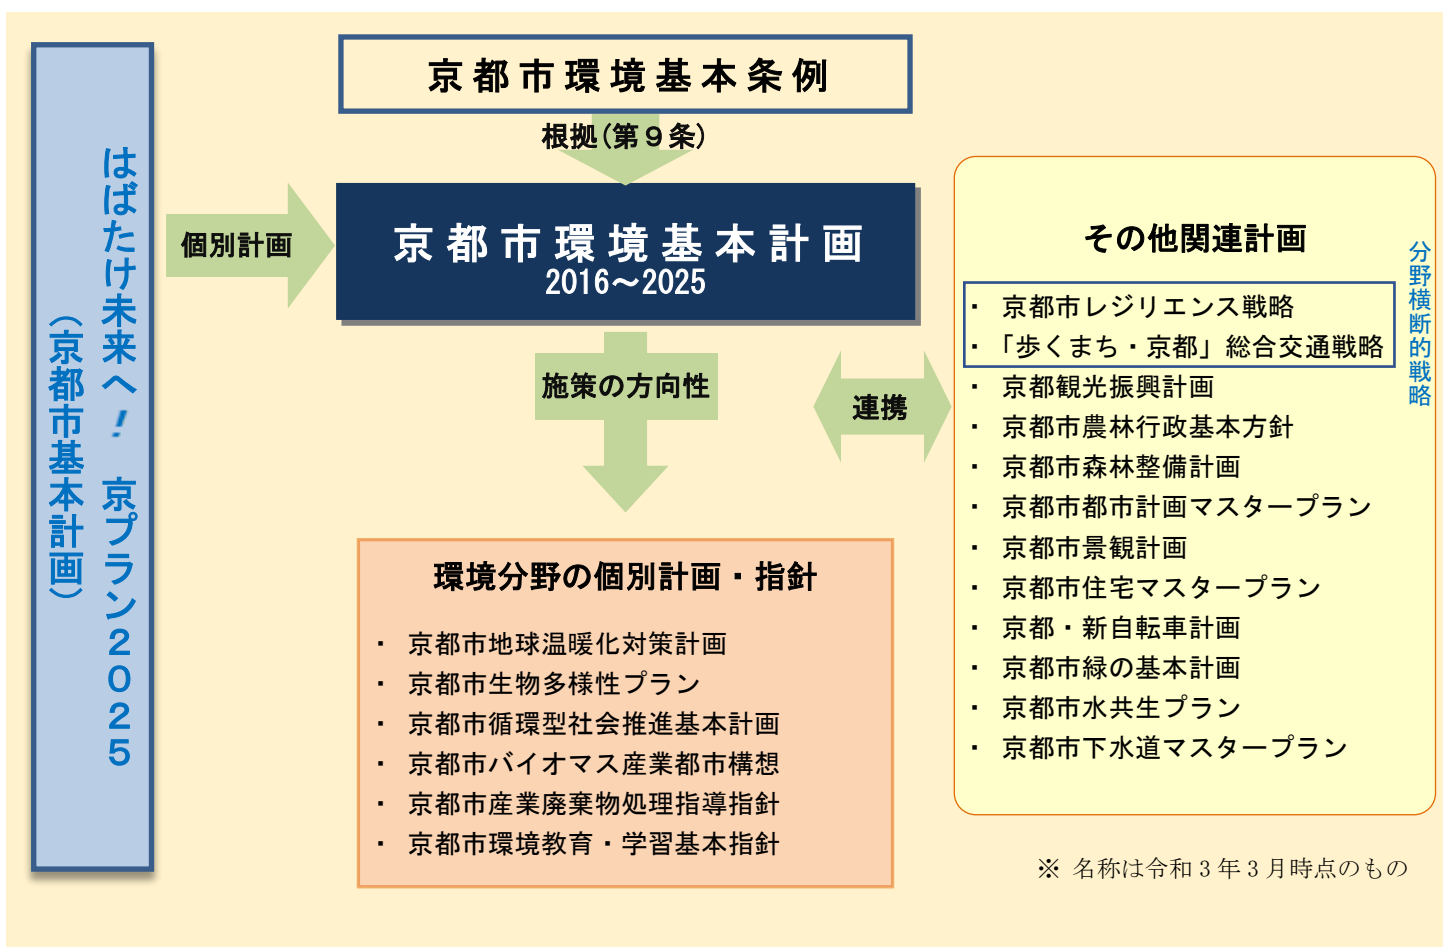 京都市環境基本条例
根拠(第９条)
はばたけ未来へ！ 京プラン２０２５
（京都市基本計画）
個別計画
京都市環境基本計画
2016～2025
施策の方向性
連携
環境分野の個別計画・指針
・ 京都市地球温暖化対策計画
・ 京都市生物多様性プラン
・ 京都市循環型社会推進基本計画
・ 京都市バイオマス産業都市構想
・ 京都市産業廃棄物処理指導指針
・ 京都市環境教育・学習基本指針
その他関連計画
分野横断的戦略
・ 京都市レジリエンス戦略
・ 「歩くまち・京都」総合交通戦略
・ 京都観光振興計画
・ 京都市農林行政基本方針
・ 京都市森林整備計画
・ 京都市都市計画マスタープラン
・ 京都市景観計画
・ 京都市住宅マスタープラン
・ 京都・新自転車計画
・ 京都市緑の基本計画
・ 京都市水共生プラン
・ 京都市下水道マスタープラン
※ 名称は令和３年３月時点のもの